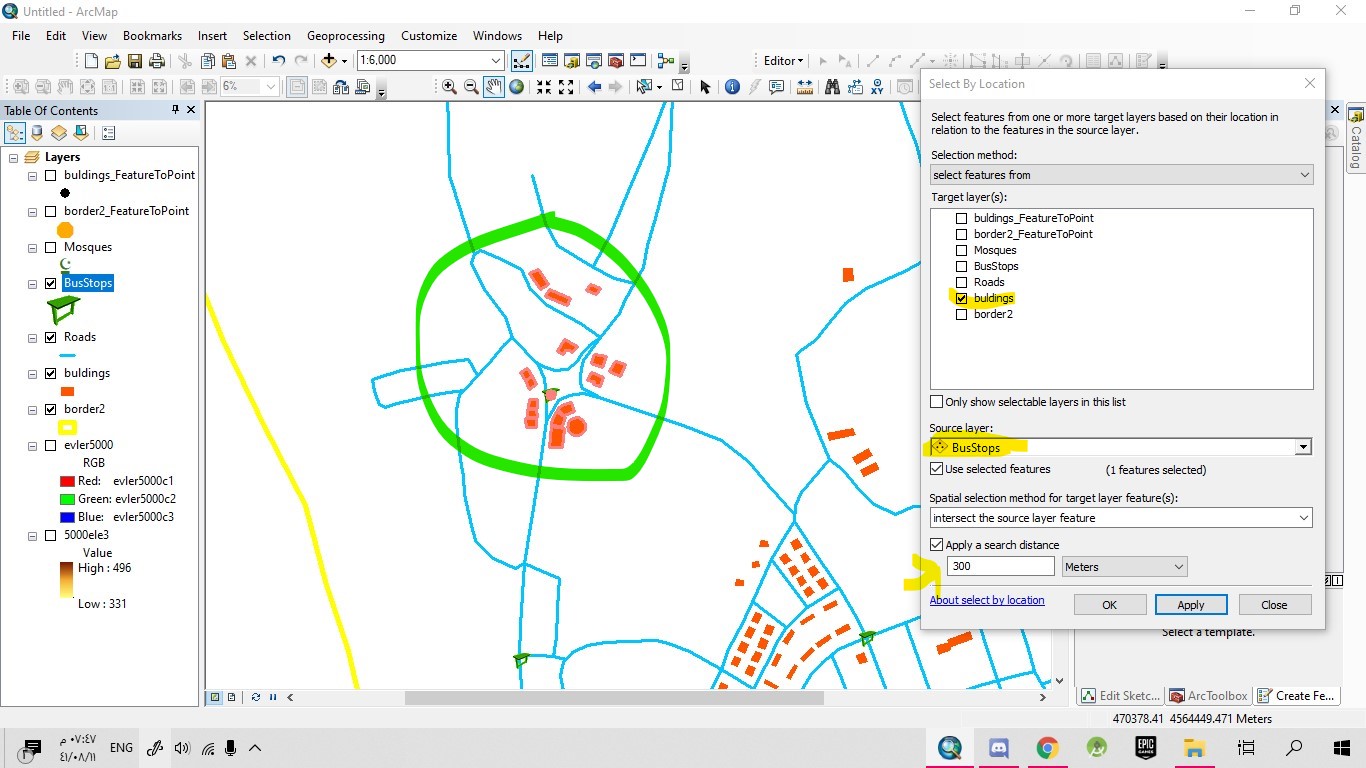 Untitled - ArcMap
File Edit View Bookmarks Insert Selection Geoprocessing Customize Windows Help
1:6,000
Editor
6%
Table Of Contents
Layers
buldings_FeatureToPoint
border2_FeatureToPoint
Mosques
BusStops
Roads
buldings
border2
evler5000
RGB
Red: evler5000c1
Green: evler5000c2
Blue: evler5000c3
5000ele3
Value
High : 496
Low : 331
Select By Location
Select features from one or more target layers based on their location in
relation to the features in the source layer.
Selection method:
select features from
Target layer(s):
buldings_FeatureToPoint
border2_FeatureToPoint
Mosques
BusStops
Roads
buldings
border2
Only show selectable layers in this list
Source layer:
BusStops
Use selected features (1 features selected)
Spatial selection method for target layer feature(s):
intersect the source layer feature
Apply a search distance
300 Meters
About select by location
OK Apply Close
Catalog
Select a template.
Edit Sketc... ArcToolbox Create Fe...
470378.41 4564449.471 Meters
ENG
٠٧:٤٧ م
٤١/٠٨/١١
EPIC
GAMES